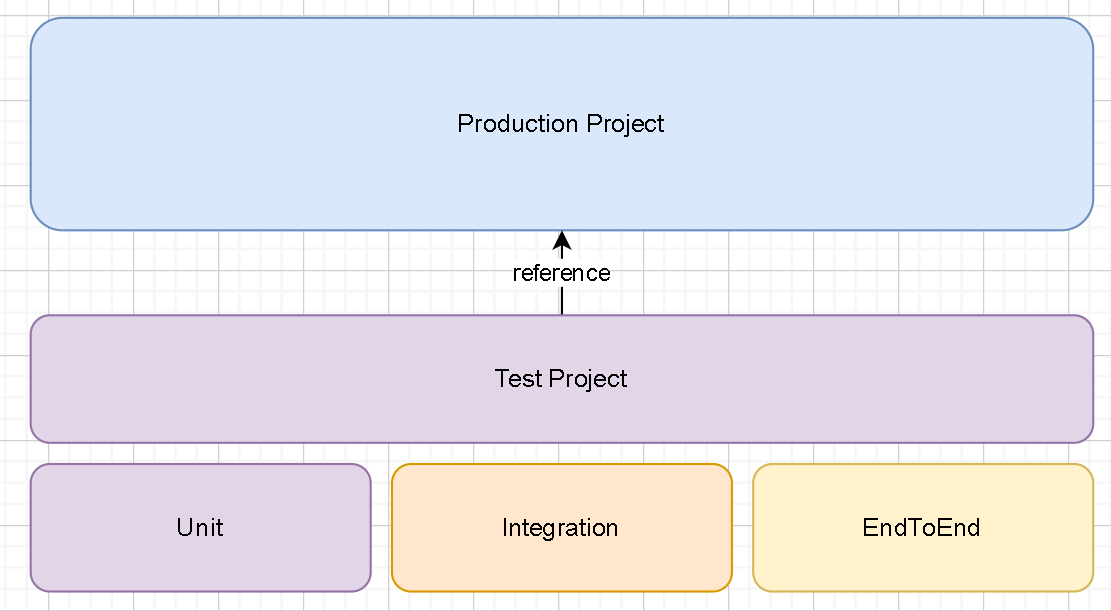 Production Project
reference
Test Project
Unit
Integration
EndToEnd